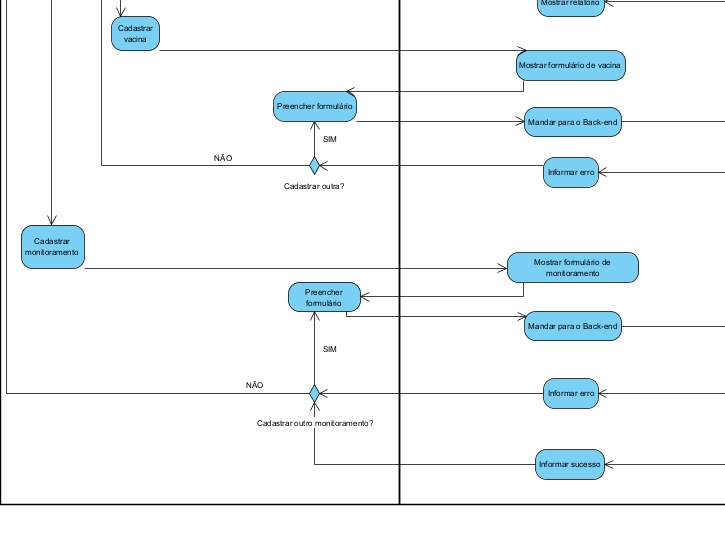 Mostrar relatório
Cadastrar
vacina
Mostrar formulário de vacina
Preencher formulário
Mandar para o Back-end
SIM
NÃO
Informar erro
Cadastrar outra?
Cadastrar
monitoramento
Mostrar formulário de
monitoramento
Preencher
formulário
Mandar para o Back-end
SIM
NÃO
Informar erro
Cadastrar outro monitoramento?
Informar sucesso